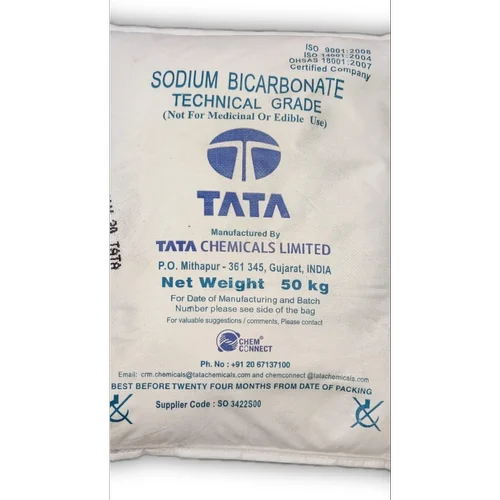 ISO 9001:2008
ISO 14001:2004
OHSAS 18001:2007
Certified Company
SODIUM BICARBONATE
TECHNICAL GRADE
(Not For Medicinal Or Edible Use)
TATA
Manufactured By
TATA CHEMICALS LIMITED
P.O. Mithapur - 361 345, Gujarat, INDIA
Net Weight 50 kg
For Date of Manufacturing and Batch
Number please see side of the bag
For valuable suggestions / comments, Please contact
CHEM®
CONNECT
Ph. No : +91 20 67137100
Email: crm.chemicals@tatachemicals.com and chemconnect @tatachemicals.com
BEST BEFORE TWENTY FOUR MONTHS FROM DATE OF PACKING
Supplier Code : SO 3422S00
TATA